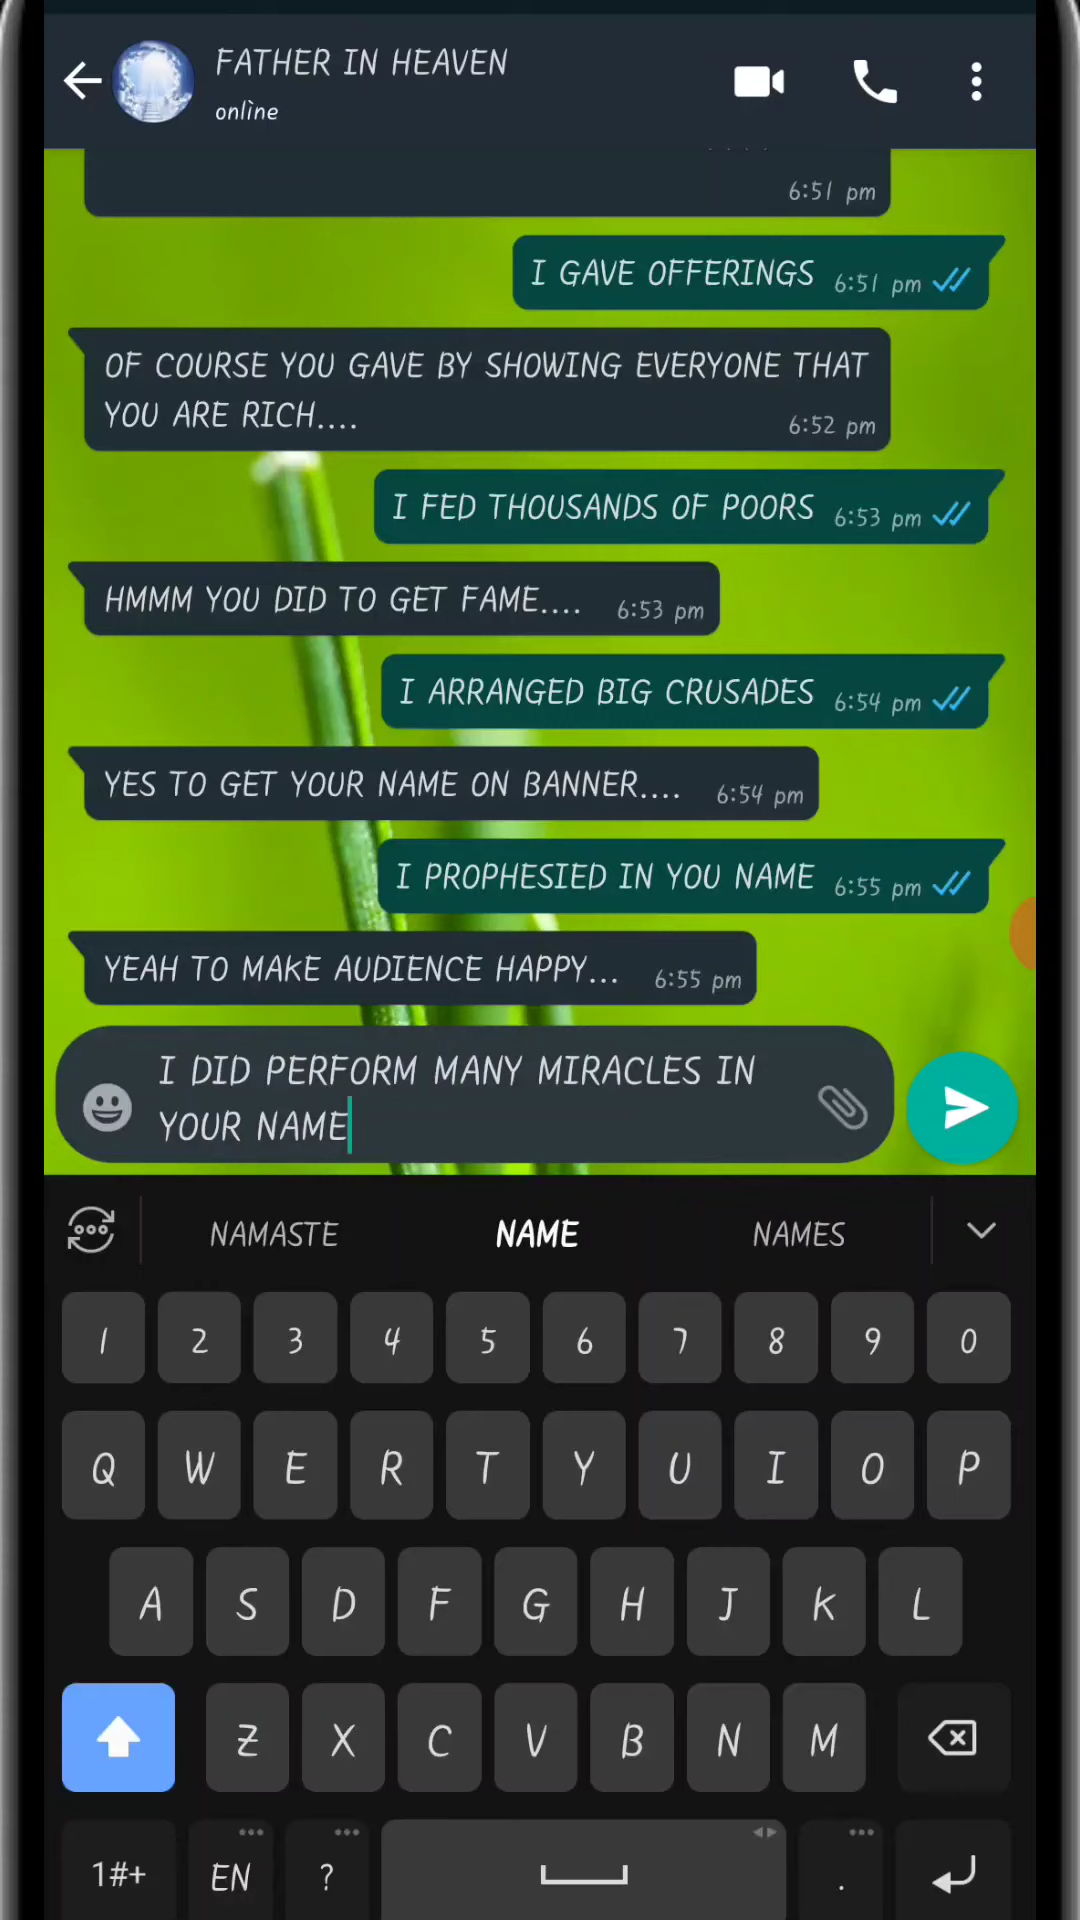 FATHER IN HEAVEN
online
6:51 pm
I GAVE OFFERINGS 6:51 pm
OF COURSE YOU GAVE BY SHOWING EVERYONE THAT
YOU ARE RICH.... 6:52 pm
I FED THOUSANDS OF POORS 6:53 pm
HMMM YOU DID TO GET FAME.... 6:53 pm
I ARRANGED BIG CRUSADES 6:54 pm
YES TO GET YOUR NAME ON BANNER.... 6:54 pm
I PROPHESIED IN YOU NAME 6:55 pm
YEAH TO MAKE AUDIENCE HAPPY... 6:55 pm
I DID PERFORM MANY MIRACLES IN
YOUR NAME
NAMASTE NAME NAMES
1 2 3 4 5 6 7 8 9 0
Q W E R T Y U I O P
A S D F G H J K L
Z X C V B N M
1#+ EN ? .